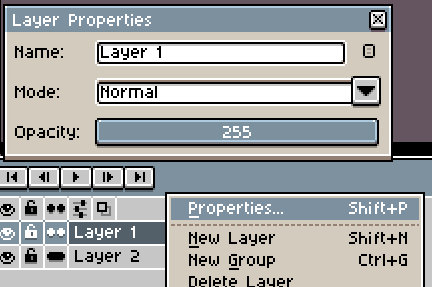 Layer Properties
Name: Layer 1
Mode: Normal
Opacity: 255
Properties... Shift+P
Layer 1
New Layer Shift+N
Layer 2
New Group Ctrl+G
Delete Layer